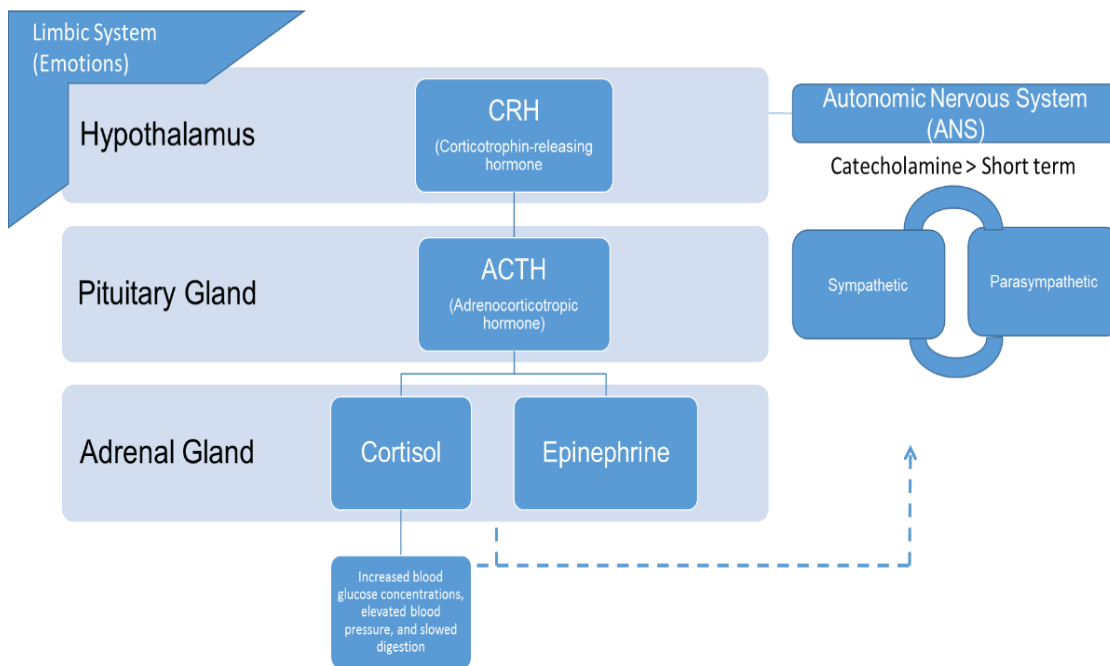 Limbic System
(Emotions)
Hypothalamus
CRH
(Corticotrophin-releasing
hormone
Autonomic Nervous System
(ANS)
Catecholamine > Short term
Sympathetic
Parasympathetic
Pituitary Gland
ACTH
(Adrenocorticotropic
hormone)
Adrenal Gland
Cortisol
Epinephrine
Increased blood
glucose concentrations,
elevated blood
pressure, and slowed
digestion